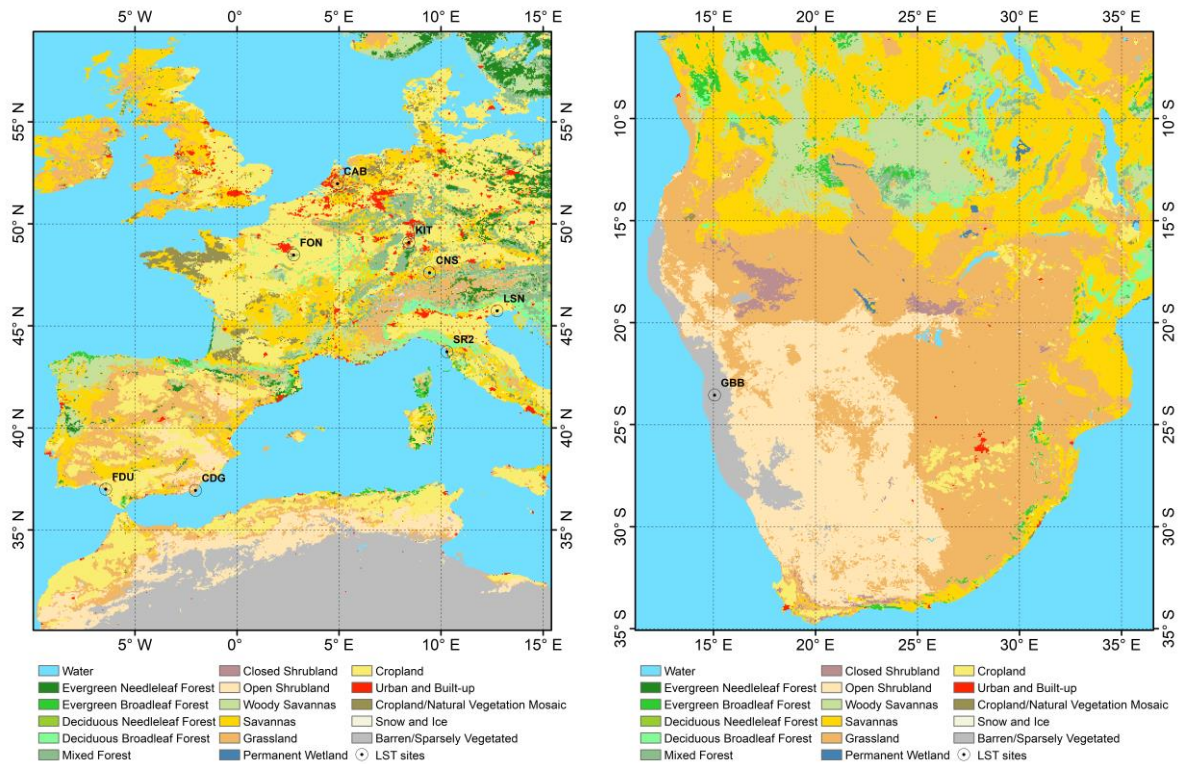 5° W 0° 5° E 10° E 15° E
15° E 20° E 25° E 30° E 35° E
55° N
50° N
45° N
40° N
35° N
55° N
50° N
45° N
40° N
35° N
CAB
KIT
FON
CNS
LSN
SR2
FDU
CDG
5° W 0° 5° E 10° E 15° E
10° S
15° S
20° S
25° S
30° S
35° S
10° S
15° S
20° S
25° S
30° S
35° S
GBB
15° E 20° E 25° E 30° E 35° E
Water
Evergreen Needleleaf Forest
Evergreen Broadleaf Forest
Deciduous Needleleaf Forest
Deciduous Broadleaf Forest
Mixed Forest
Closed Shrubland
Open Shrubland
Woody Savannas
Savannas
Grassland
Permanent Wetland
Cropland
Urban and Built-up
Cropland/Natural Vegetation Mosaic
Snow and Ice
Barren/Sparsely Vegetated
LST sites
Water
Evergreen Needleleaf Forest
Evergreen Broadleaf Forest
Deciduous Needleleaf Forest
Deciduous Broadleaf Forest
Mixed Forest
Closed Shrubland
Open Shrubland
Woody Savannas
Savannas
Grassland
Permanent Wetland
Cropland
Urban and Built-up
Cropland/Natural Vegetation Mosaic
Snow and Ice
Barren/Sparsely Vegetated
LST sites